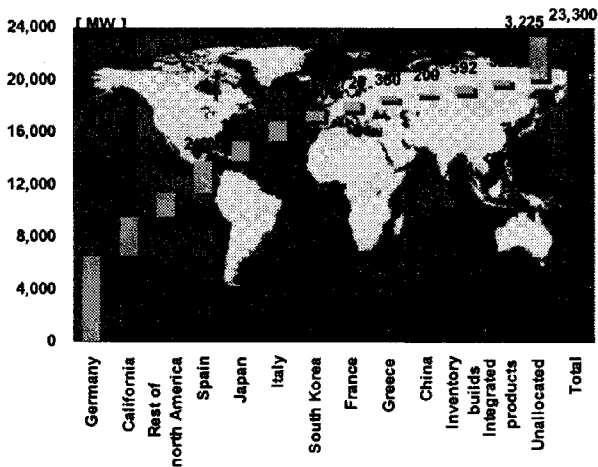 [ MW ]
3,225 23,300
24,000
20,000
16,000
12,000
8,000
4,000
0
360
209
592
Germany
California
Rest of
north America
Spain
Japan
Italy
South Korea
France
Greece
China
Inventory
builds
Integrated
products
Unallocated
Total